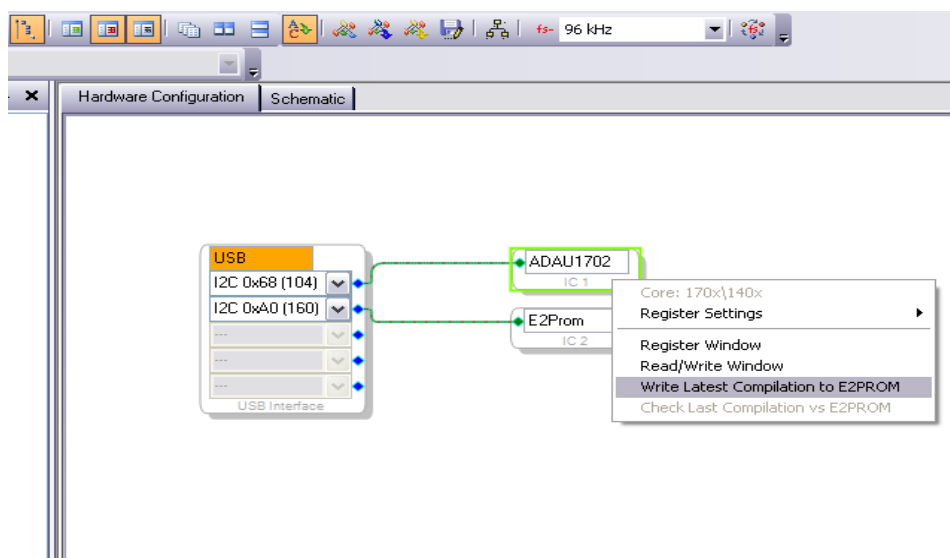 fs- 96 kHz
Hardware Configuration
Schematic
USB
I2C 0x68 (104)
I2C 0xA0 (160)
---
---
---
USB Interface
ADAU1702
IC 1
E2Prom
IC 2
Core: 170x\140x
Register Settings
Register Window
Read/Write Window
Write Latest Compilation to E2PROM
Check Last Compilation vs E2PROM